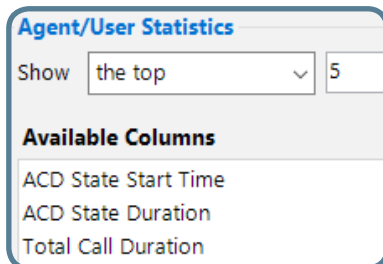 Agent/User Statistics
Show the top 5
Available Columns
ACD State Start Time
ACD State Duration
Total Call Duration